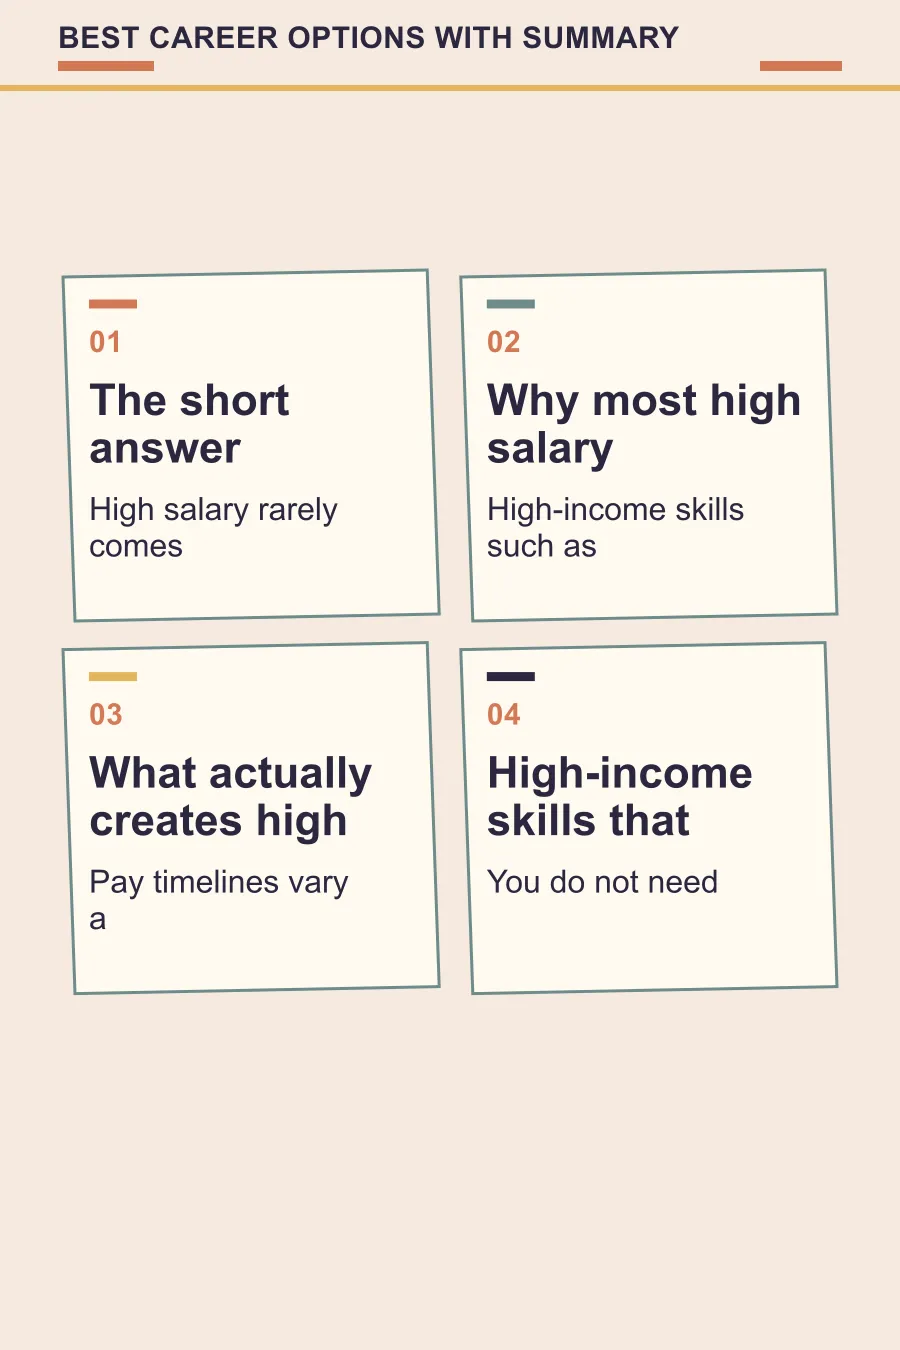 BEST CAREER OPTIONS WITH SUMMARY
01
The short
answer
High salary rarely
comes
02
Why most high
salary
High-income skills
such as
03
What actually
creates high
Pay timelines vary
a
04
High-income
skills that
You do not need